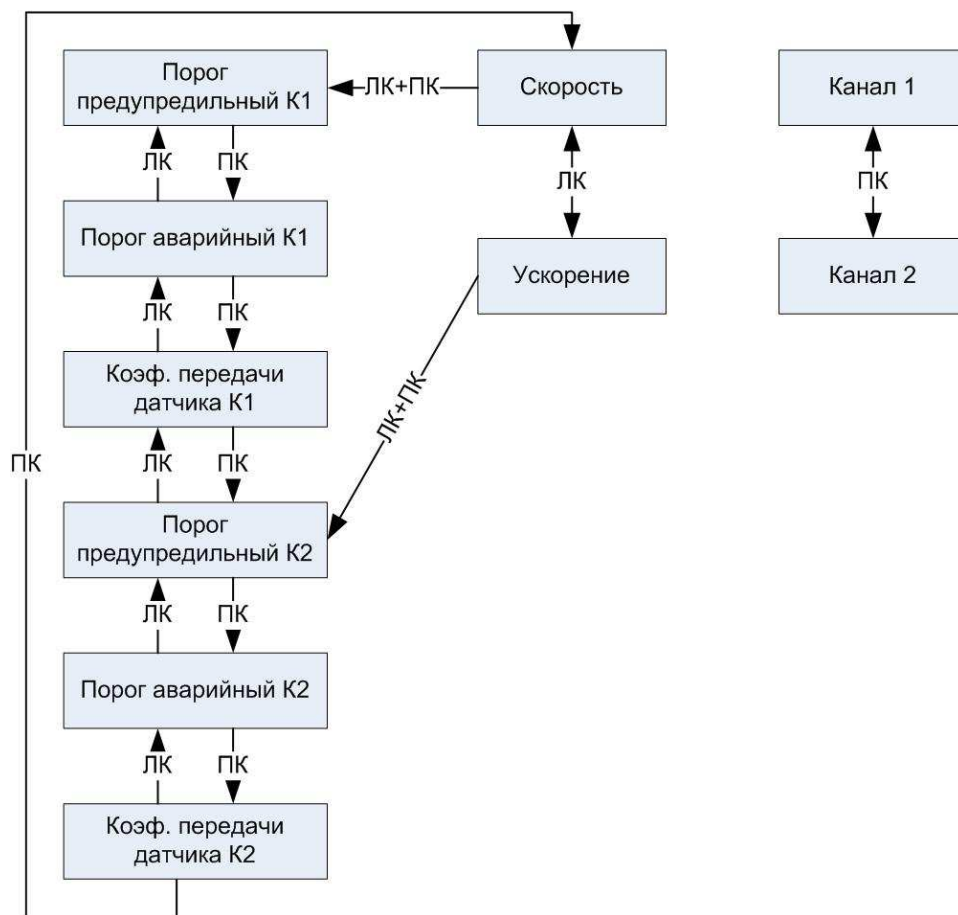 Порог
предупредильный К1
ЛК+ПК
Скорость
Канал 1
ЛК
ПК
ЛК
ПК
Порог аварийный К1
Ускорение
Канал 2
ЛК
ПК
Коэф. передачи
датчика К1
ЛК+ПК
ПК
ЛК
ПК
Порог
предупредильный К2
ЛК
ПК
Порог аварийный К2
ЛК
ПК
Коэф. передачи
датчика К2